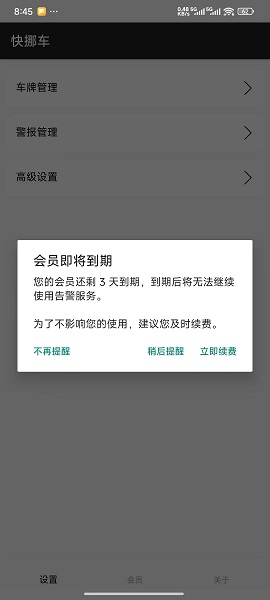 8:45
0.48 KB/s 5G 5G 62
快挪车
车牌管理
警报管理
高级设置
会员即将到期
您的会员还剩 3 天到期，到期后将无法继续
使用告警服务。
为了不影响您的使用，建议您及时续费。
不再提醒 稍后提醒 立即续费
设置 会员 关于